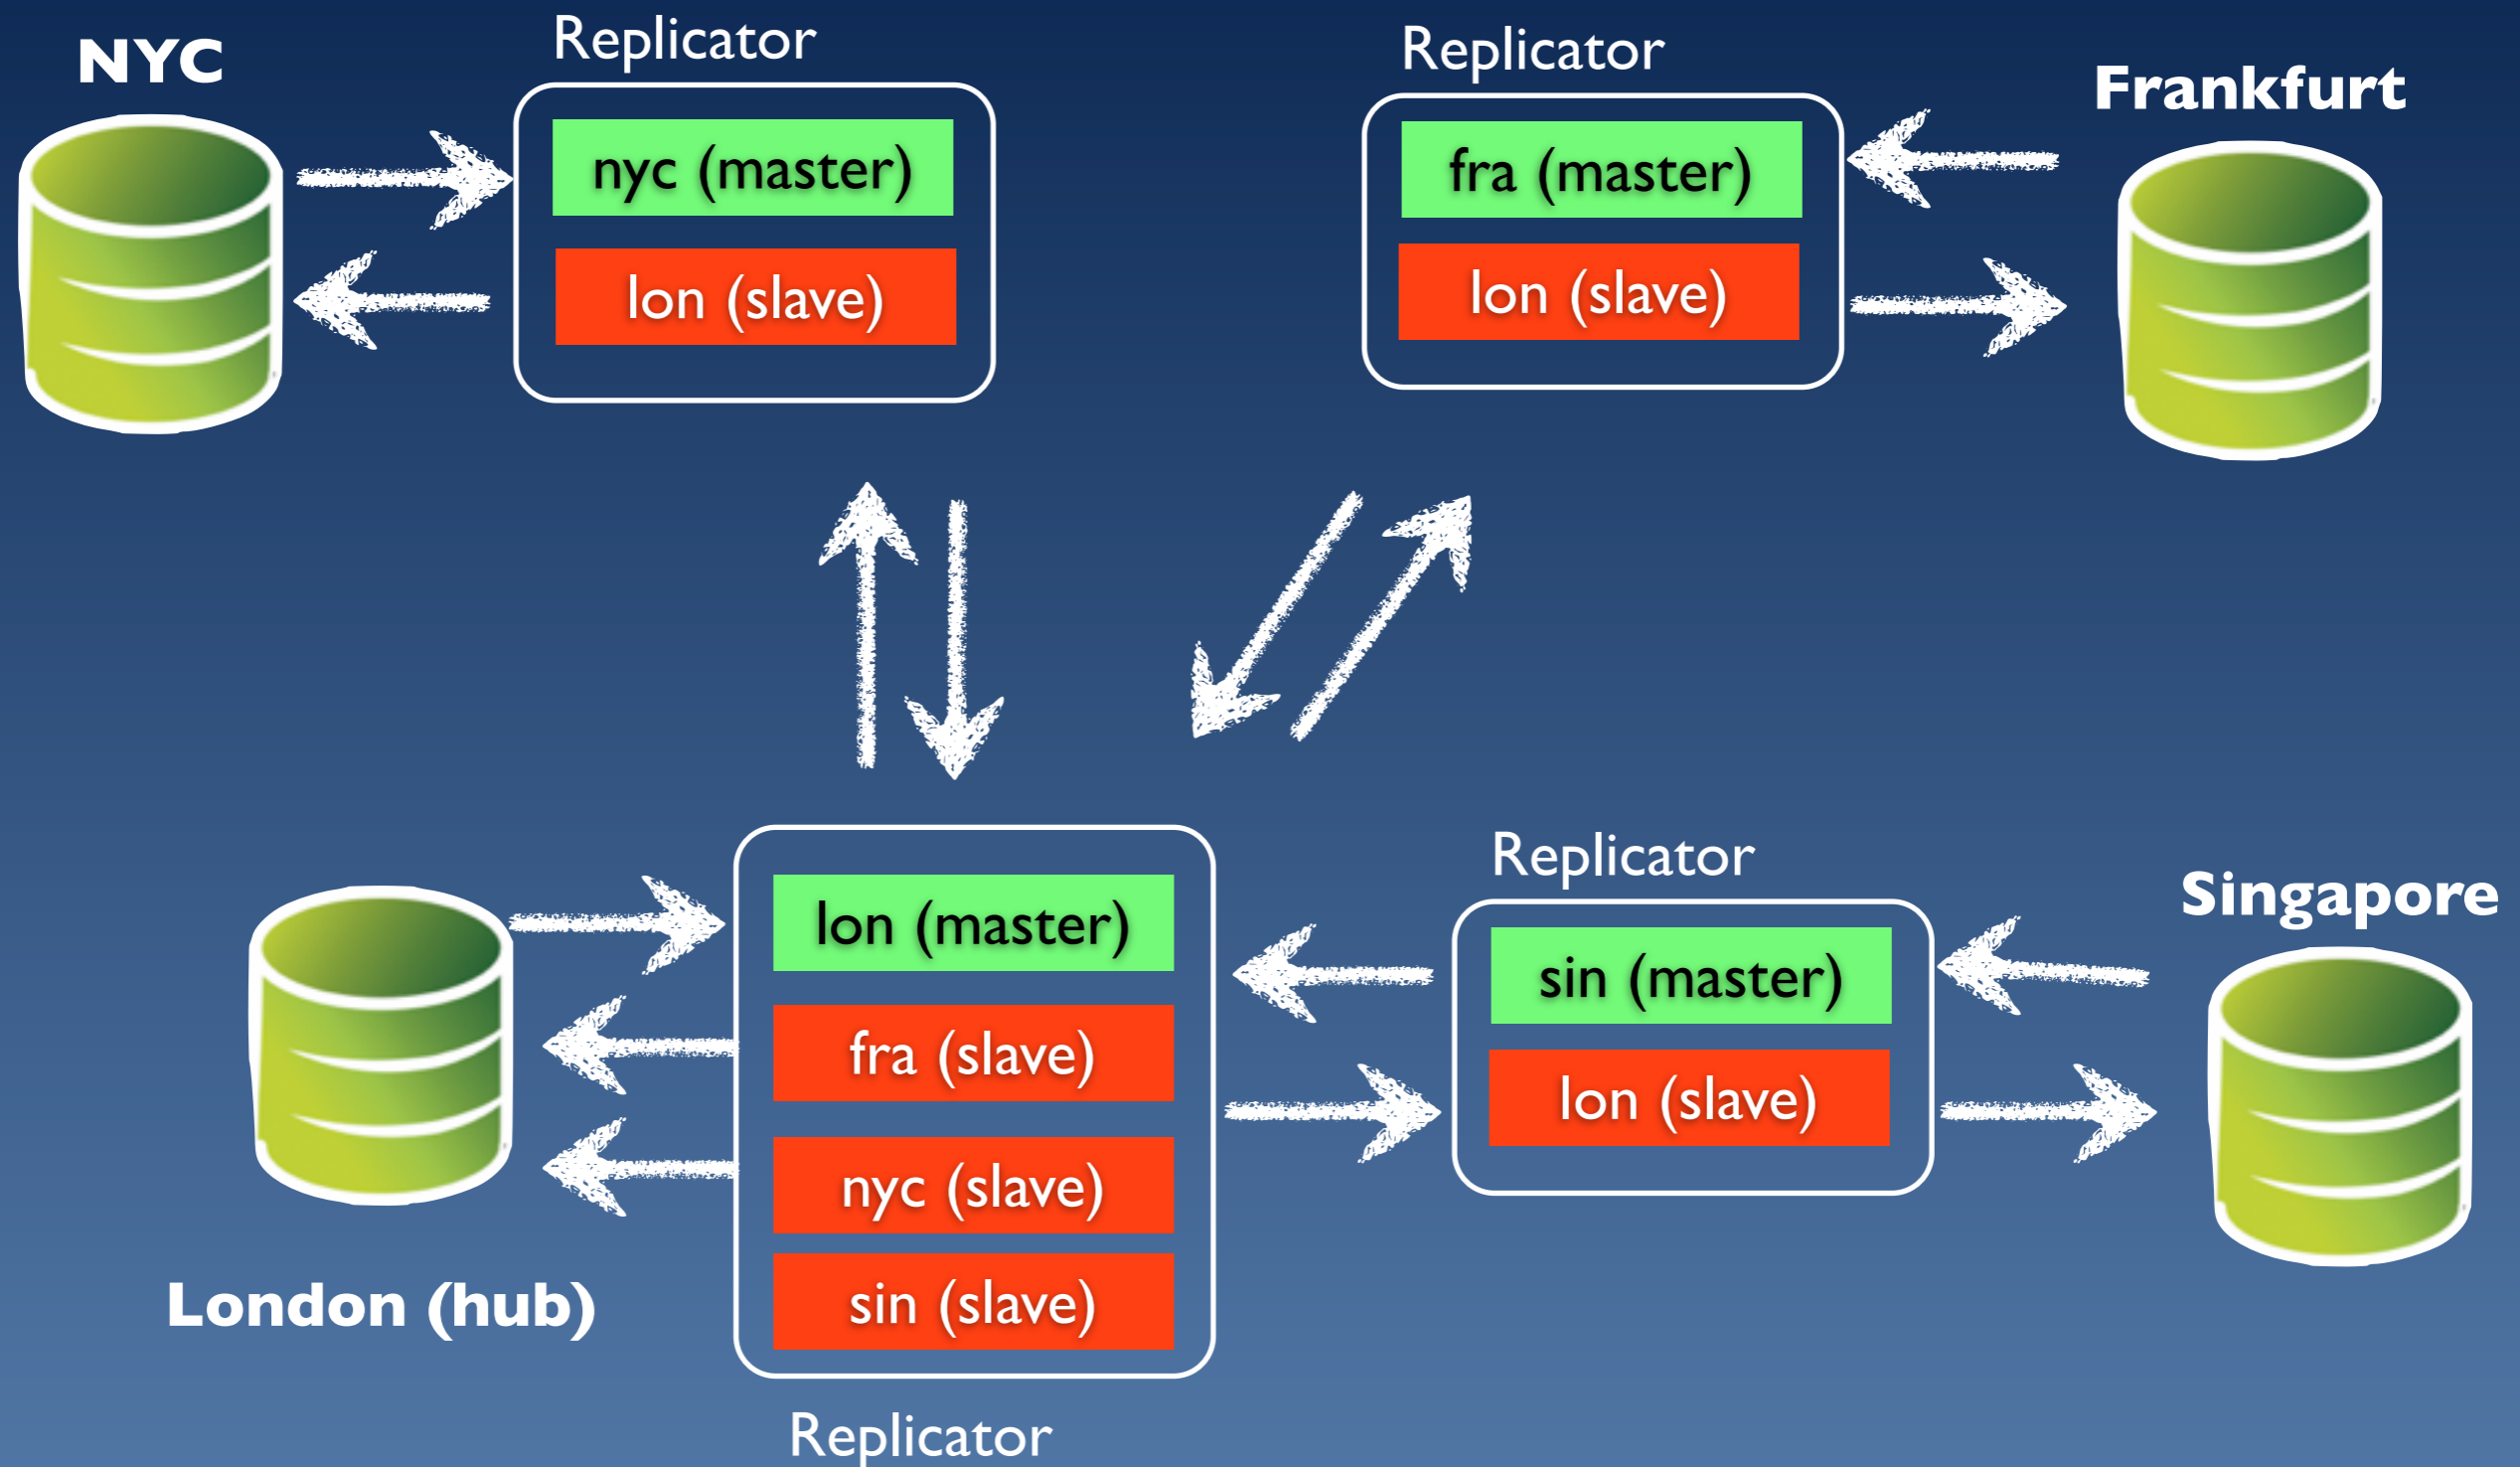 NYC
Replicator
nyc (master)
lon (slave)
Replicator
fra (master)
lon (slave)
Frankfurt
London (hub)
lon (master)
fra (slave)
nyc (slave)
sin (slave)
Replicator
Replicator
sin (master)
lon (slave)
Singapore